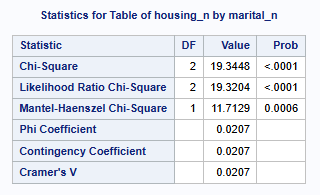 Statistics for Table of housing_n by marital_n
Statistic DF Value Prob
Chi-Square 2 19.3448 <.0001
Likelihood Ratio Chi-Square 2 19.3204 <.0001
Mantel-Haenszel Chi-Square 1 11.7129 0.0006
Phi Coefficient 0.0207
Contingency Coefficient 0.0207
Cramer's V 0.0207